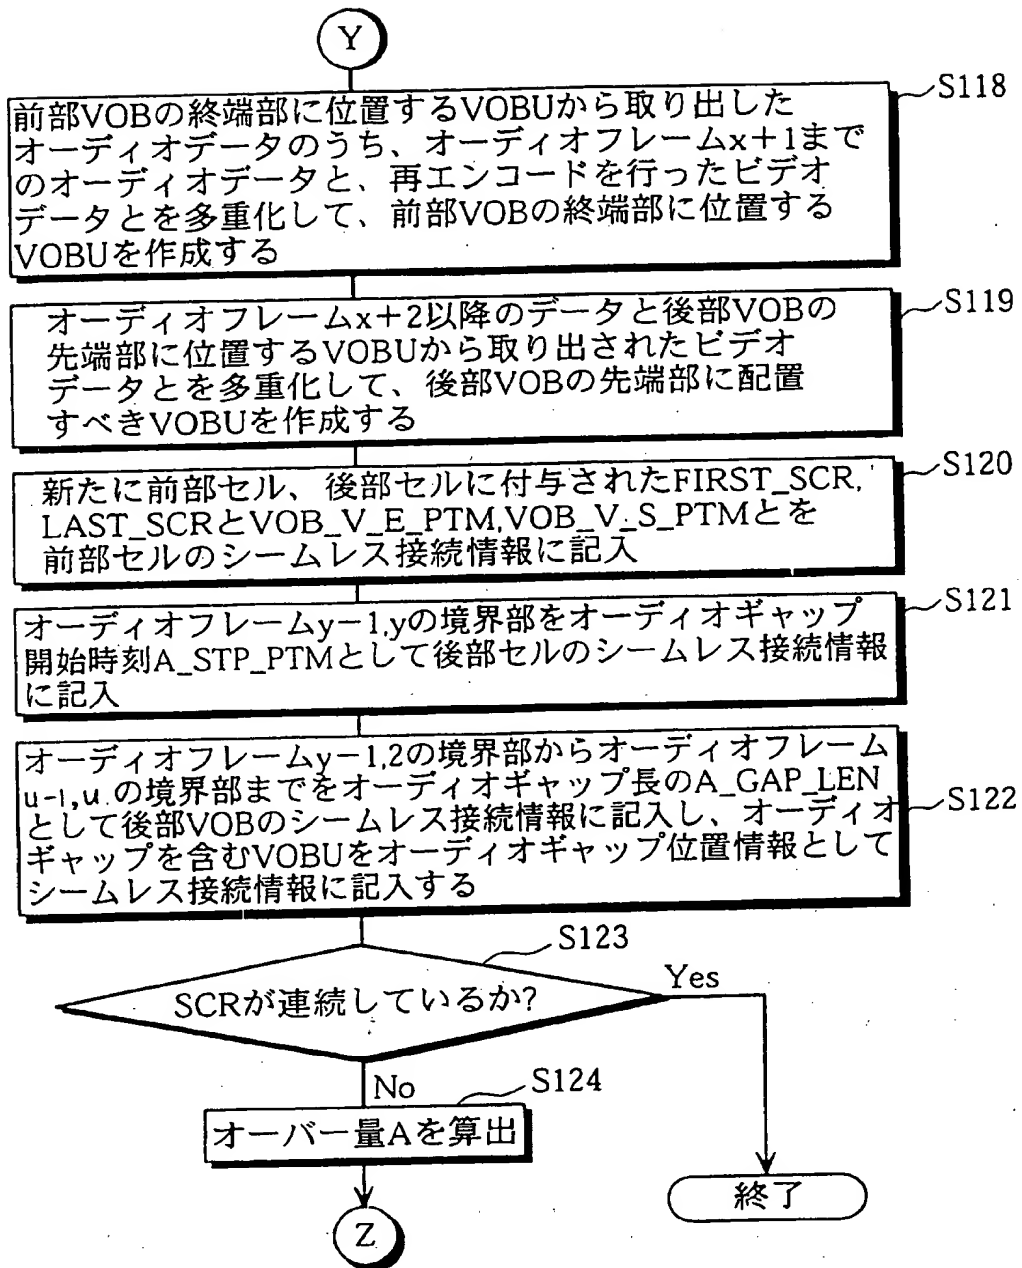 Y
S118
前部VOBの終端部に位置するVOBUから取り出した
オーディオデータのうち、オーディオフレームx+1まで
のオーディオデータと、再エンコードを行ったビデオ
データとを多重化して、前部VOBの終端部に位置する
VOBUを作成する
S119
オーディオフレームx+2以降のデータと後部VOBの
先端部に位置するVOBUから取り出されたビデオ
データとを多重化して、後部VOBの先端部に配置
すべきVOBUを作成する
S120
新たに前部セル、後部セルに付与されたFIRST_SCR,
LAST_SCRとVOB_V_E_PTM,VOB_V_S_PTMとを
前部セルのシームレス接続情報に記入
S121
オーディオフレームy-1,yの境界部をオーディオギャップ
開始時刻A_STP_PTMとして後部セルのシームレス接続情報
に記入
S122
オーディオフレームy-1,2の境界部からオーディオフレーム
u-1,u.の境界部までをオーディオギャップ長のA_GAP_LEN
として後部VOBのシームレス接続情報に記入し、オーディオ
ギャップを含むVOBUをオーディオギャップ位置情報として
シームレス接続情報に記入する
S123
SCRが連続しているか?
Yes
No
S124
オーバー量Aを算出
終了
Z